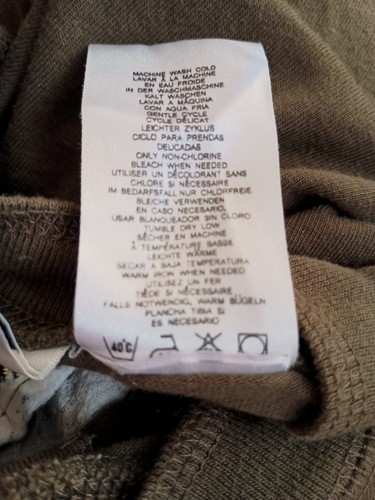 MACHINE WASH COLD
LAVAR À LA MACHINE
EN EAU FROIDE
IN DER WASCHMASCHINE
KALT WASCHEN
LAVAR A MÁQUINA
CON AQUA FRIA
GENTLE CYCLE
CYCLE DÉLICAT
LEICHTER ZYKLUS
CICLO PARA PRENDAS
DELICADAS
ONLY NON-CHLORINE
BLEACH WHEN NEEDED
UTILISER UN DÉCOLORANT SANS
CHLORE SI NÉCESSAIRE
IM BEDARFSFALL NUR CHLORFREIE
BLEICHE VERWENDEN
EN CASO NECESARIO,
USAR BLANQUEADOR SIN CLORO
TUMBLE DRY LOW
SÉCHER EN MACHINE
À TEMPÉRATURE BASSE
LEICHTE WÄRME
SECAR A BAJA TEMPERATURA
WARM IRON WHEN NEEDED
UTILISEZ UN FER
TIÈDE SI NÉCESSAIRE
FALLS NOTWENDIG, WARM BÜGELN
PLANCHA TIBIA SI
ES NECESARIO
40°C